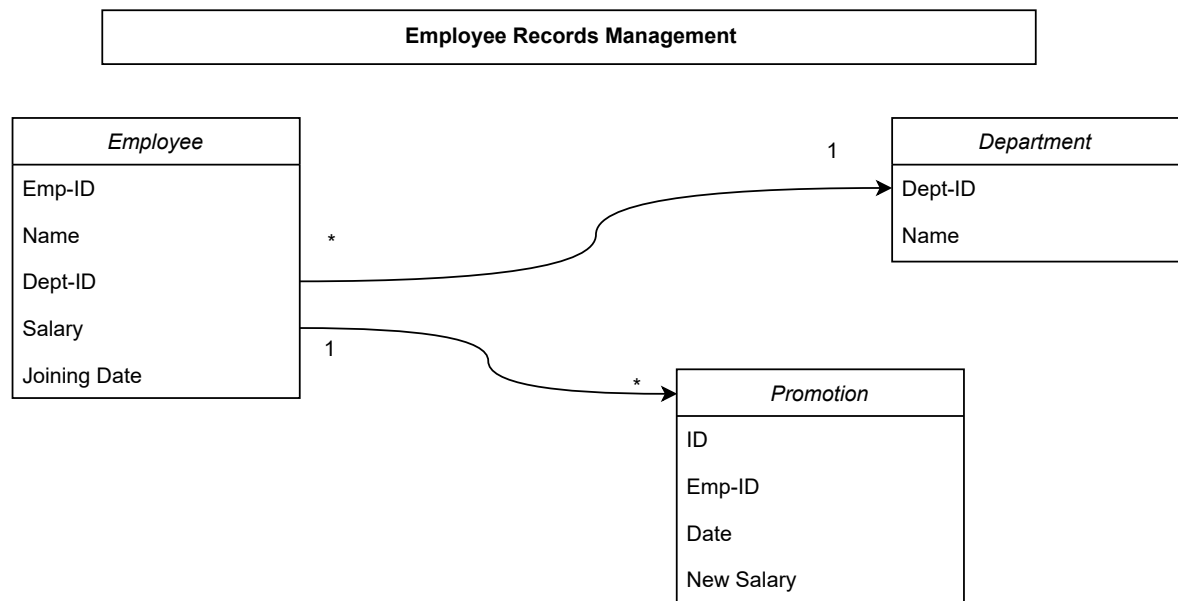 Employee Records Management
Employee
Emp-ID
Name
Dept-ID
Salary
Joining Date
*
1
1
*
Department
Dept-ID
Name
Promotion
ID
Emp-ID
Date
New Salary